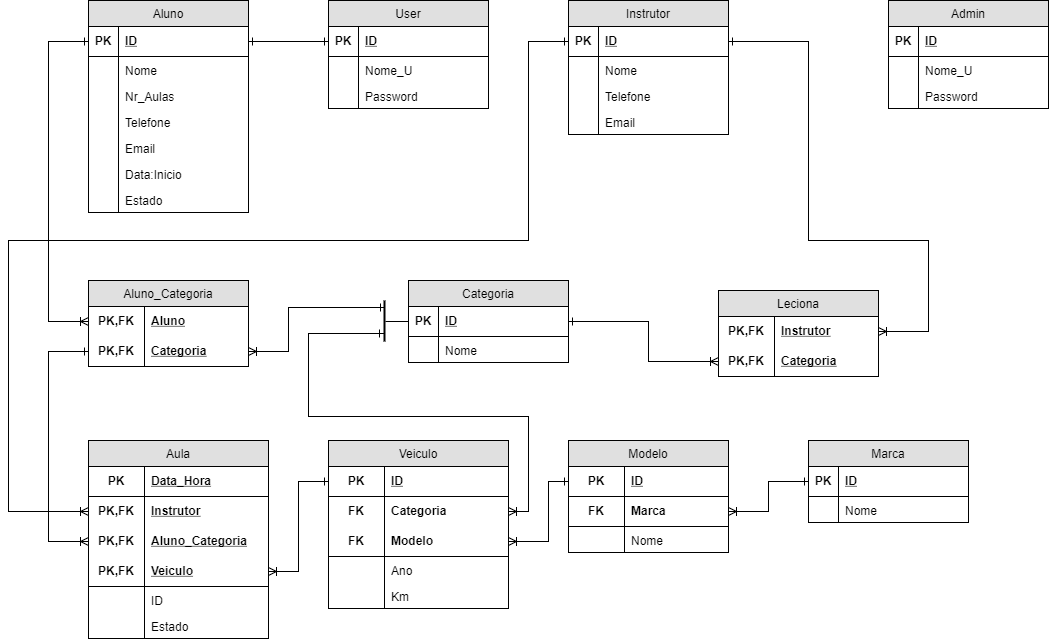 Aluno
PK ID
Nome
Nr_Aulas
Telefone
Email
Data:Inicio
Estado
User
PK ID
Nome_U
Password
Instrutor
PK ID
Nome
Telefone
Email
Admin
PK ID
Nome_U
Password
Aluno_Categoria
PK,FK Aluno
PK,FK Categoria
Categoria
PK ID
Nome
Leciona
PK,FK Instrutor
PK,FK Categoria
Aula
PK Data_Hora
PK,FK Instrutor
PK,FK Aluno_Categoria
PK,FK Veiculo
ID
Estado
Veiculo
PK ID
FK Categoria
FK Modelo
Ano
Km
Modelo
PK ID
FK Marca
Nome
Marca
PK ID
Nome